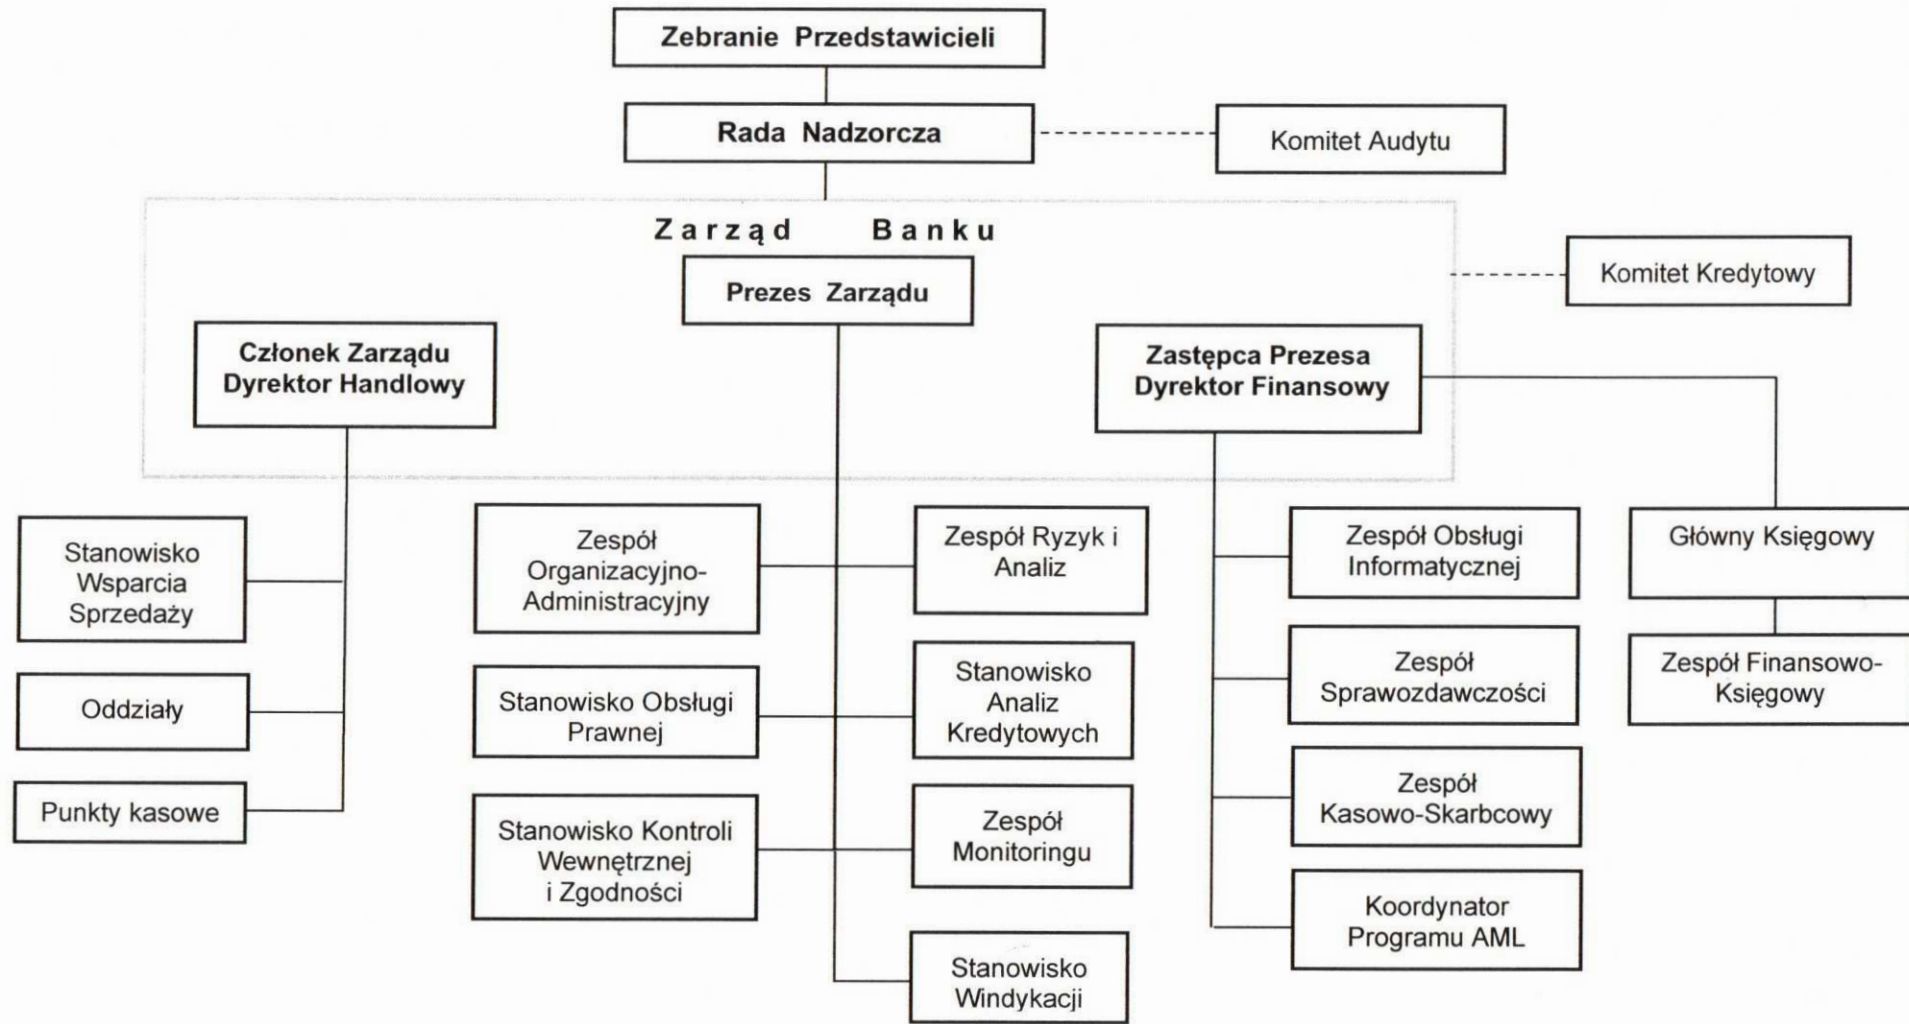 Zebranie Przedstawicieli
Rada Nadzorcza
Komitet Audytu
Zarząd Banku
Prezes Zarządu
Komitet Kredytowy
Członek Zarządu
Dyrektor Handlowy
Zastępca Prezesa
Dyrektor Finansowy
Stanowisko
Wsparcia
Sprzedaży
Oddziały
Punkty kasowe
Zespół
Organizacyjno-
Administracyjny
Stanowisko Obsługi
Prawnej
Stanowisko Kontroli
Wewnętrznej
i Zgodności
Zespół Ryzyk i
Analiz
Stanowisko
Analiz
Kredytowych
Zespół
Monitoringu
Stanowisko
Windykacji
Zespół Obsługi
Informatycznej
Zespół
Sprawozdawczości
Zespół
Kasowo-Skarbcowy
Koordynator
Programu AML
Główny Księgowy
Zespół Finansowo-
Księgowy